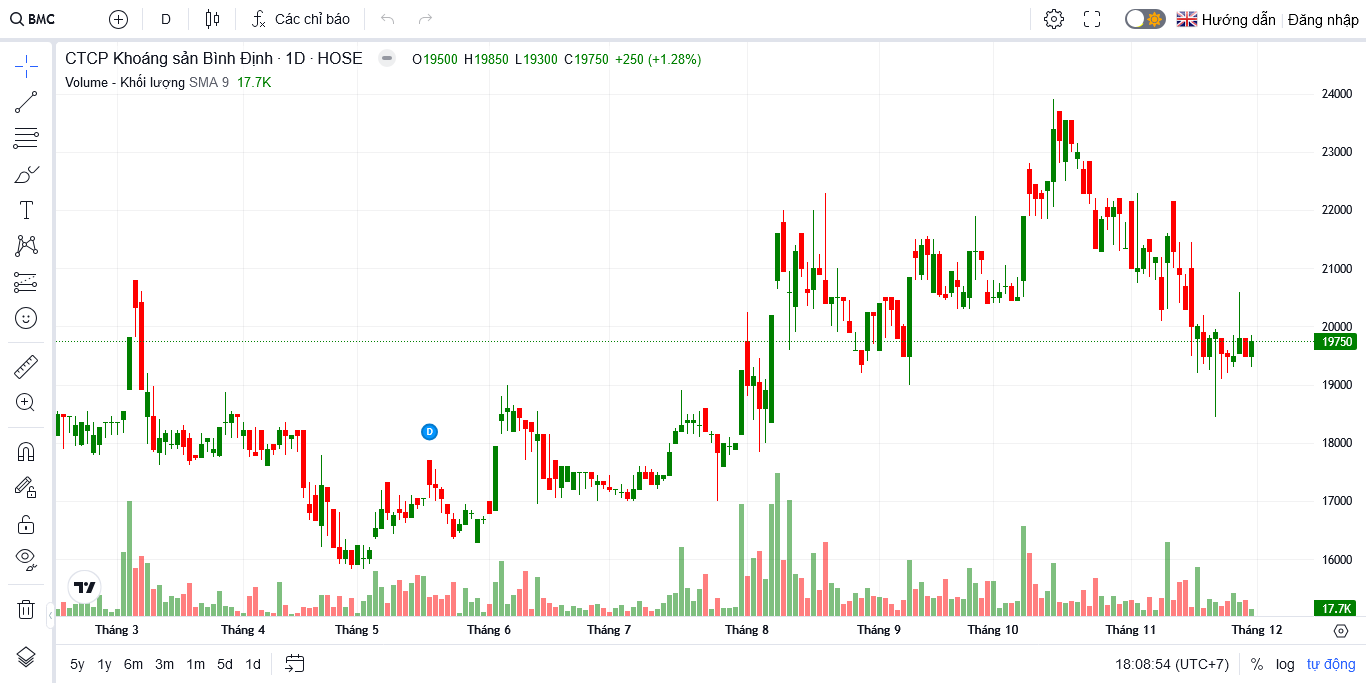 BMC D Các chỉ báo Hướng dẫn Đăng nhập
CTCP Khoáng sản Bình Định · 1D · HOSE O19500 H19850 L19300 C19750 +250 (+1.28%)
Volume - Khối lượng SMA 9 17.7K
24000
23000
22000
21000
20000
19750
19000
D
18000
17000
16000
17.7K
Tháng 3 Tháng 4 Tháng 5 Tháng 6 Tháng 7 Tháng 8 Tháng 9 Tháng 10 Tháng 11 Tháng 12
5y 1y 6m 3m 1m 5d 1d 18:08:54 (UTC+7) % log tự động